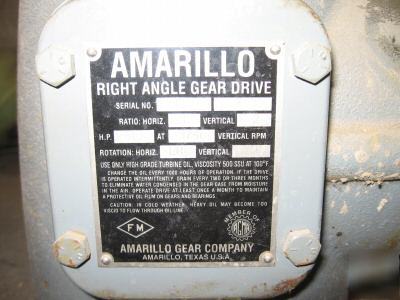 AMARILLO
RIGHT ANGLE GEAR DRIVE
SERIAL NO.
RATIO: HORIZ. VERTICAL
H.P. AT VERTICAL RPM
ROTATION: HORIZ. VERTICAL
USE ONLY HIGH GRADE TURBINE OIL, VISCOSITY 500 SSU AT 100°F
CHANGE THE OIL EVERY 1000 HOURS OF OPERATION. IF THE DRIVE
IS OPERATED INTERMITTENTLY. DRAIN EVERY TWO OR THREE MONTHS
TO ELIMINATE WATER CONDENSED IN THE GEAR CASE FROM MOISTURE
IN THE AIR. OPERATE DRIVE AT LEAST ONCE A MONTH TO MAINTAIN
A PROTECTIVE OIL FILM ON GEARS AND BEARINGS.
CAUTION: IN COLD WEATHER, HEAVY OIL MAY BECOME TOO
VISCID TO FLOW THROUGH OIL LINE.
FM
MEMBER OF
AGMA
AMARILLO GEAR COMPANY
AMARILLO, TEXAS U.S.A.